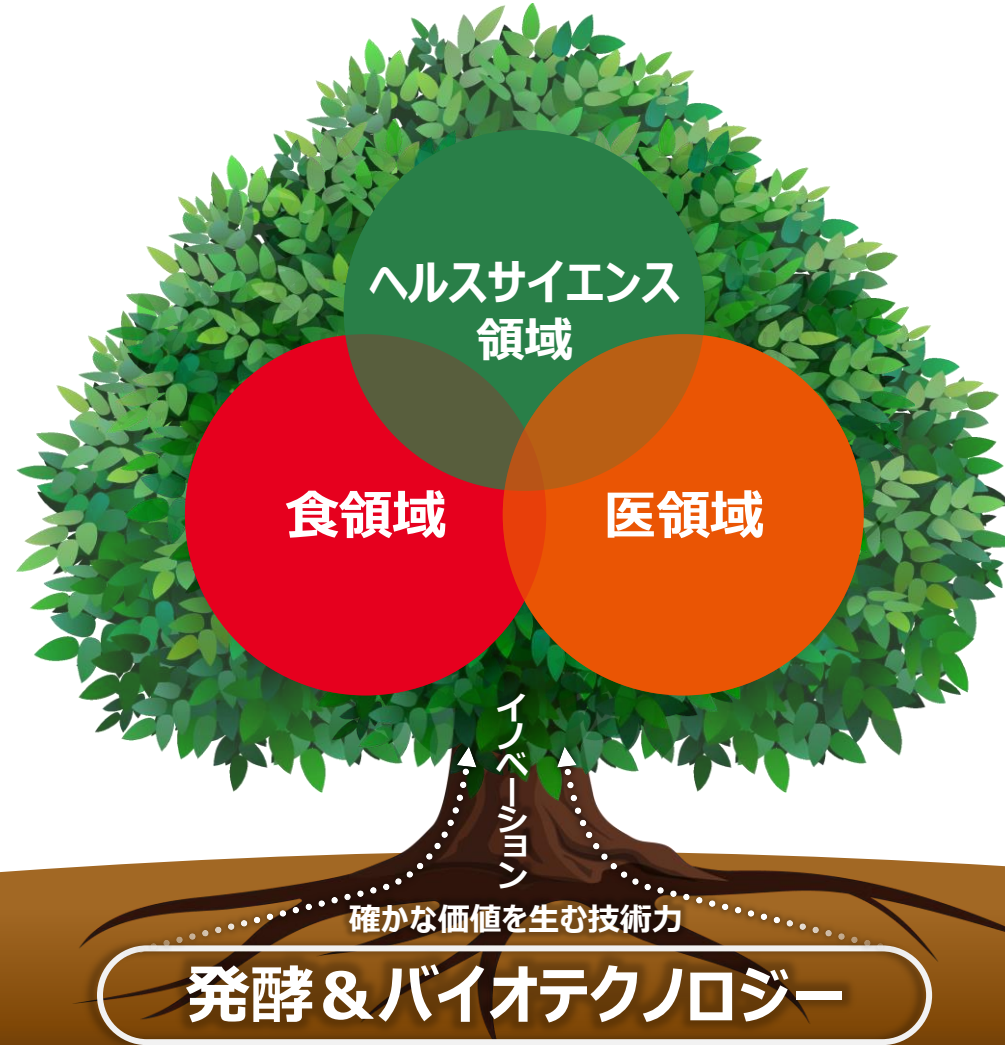 ヘルスサイエンス
領域
食領域
医領域
イノベーション
確かな価値を生む技術力
発酵＆バイオテクノロジー